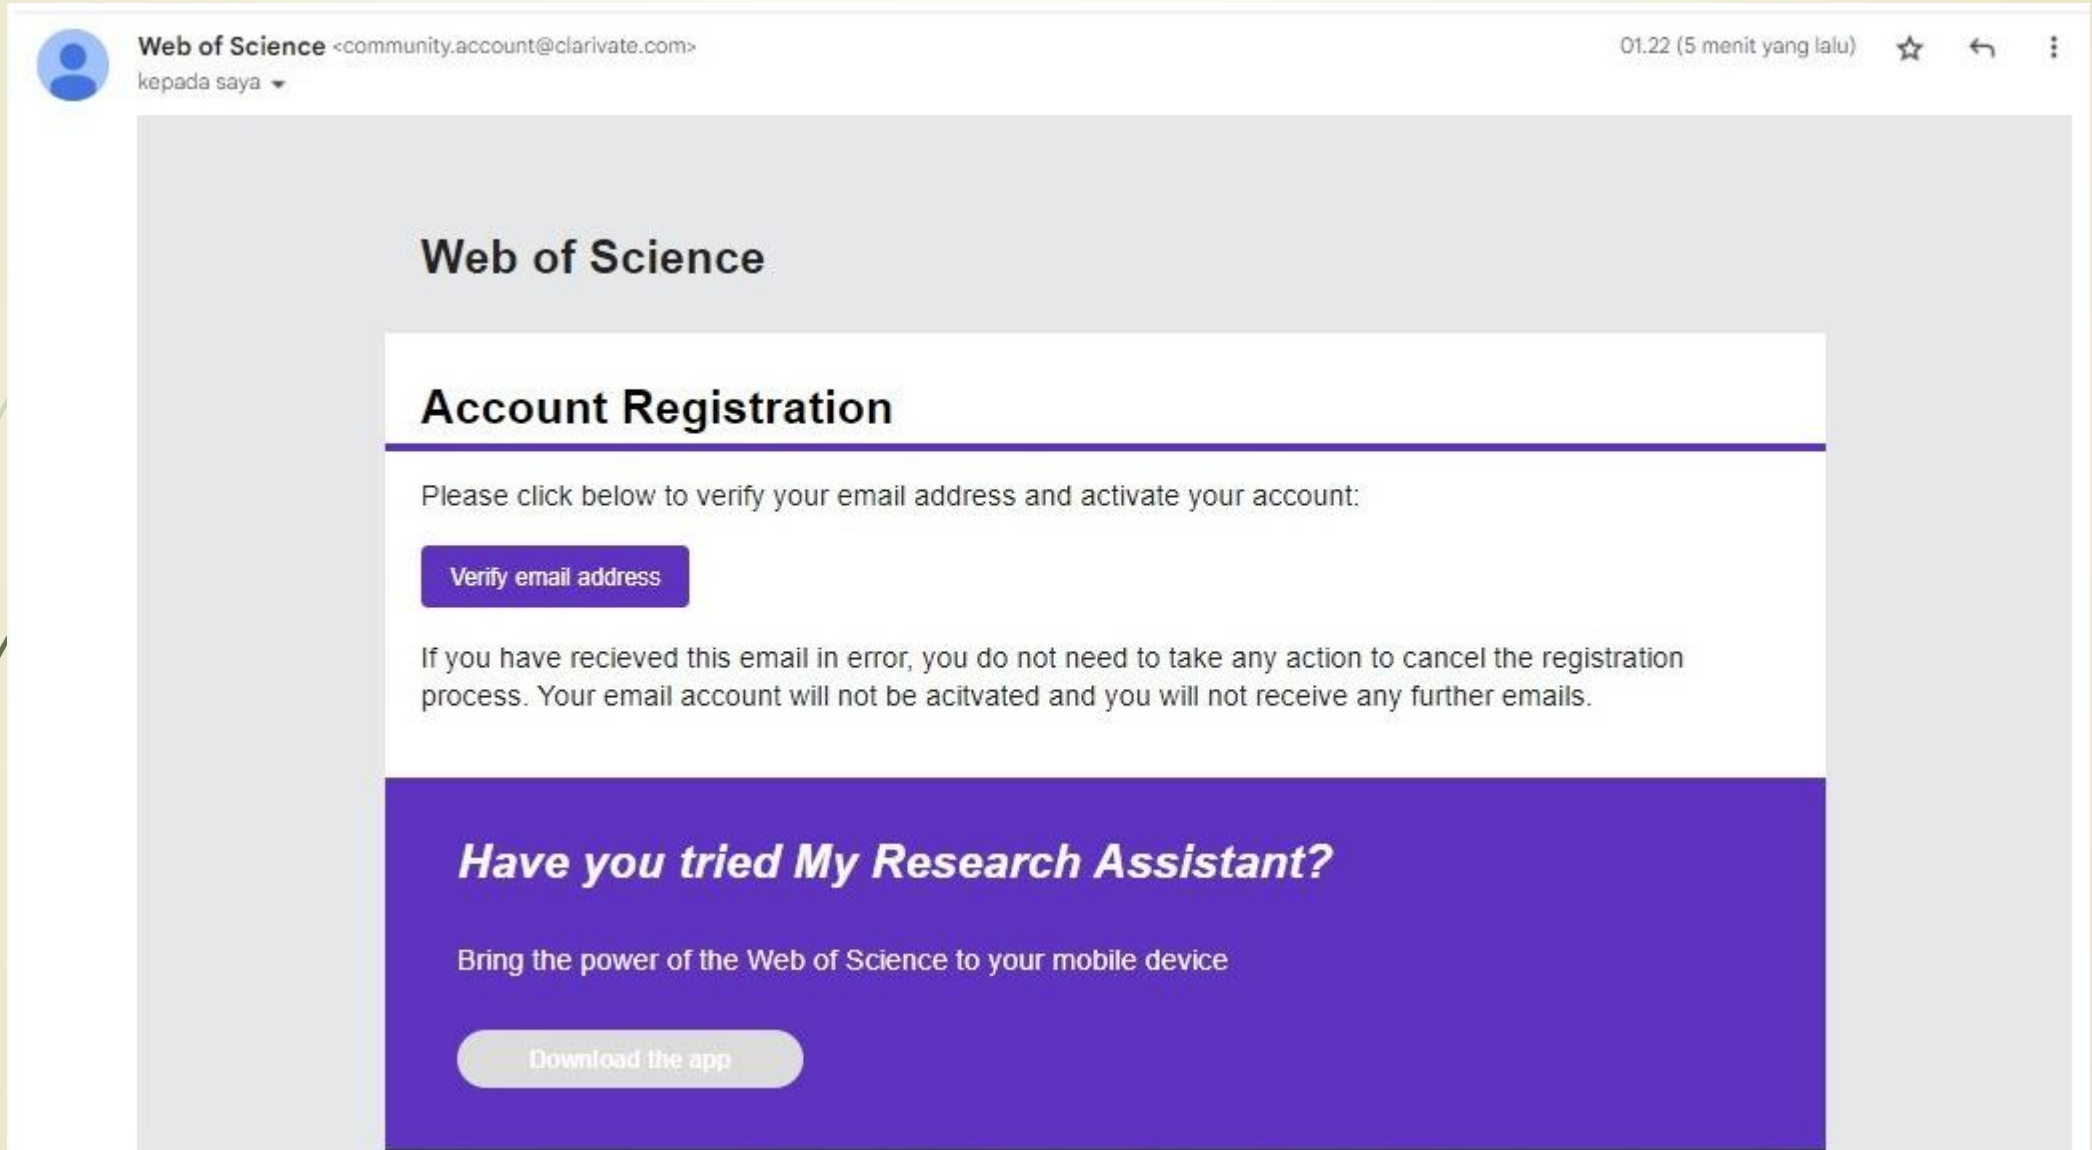 Web of Science <community.account@clarivate.com>
01.22 (5 menit yang lalu)
kepada saya
Web of Science
Account Registration
Please click below to verify your email address and activate your account:
Verify email address
If you have recieved this email in error, you do not need to take any action to cancel the registration
process. Your email account will not be acitvated and you will not receive any further emails.
Have you tried My Research Assistant?
Bring the power of the Web of Science to your mobile device
Download the app